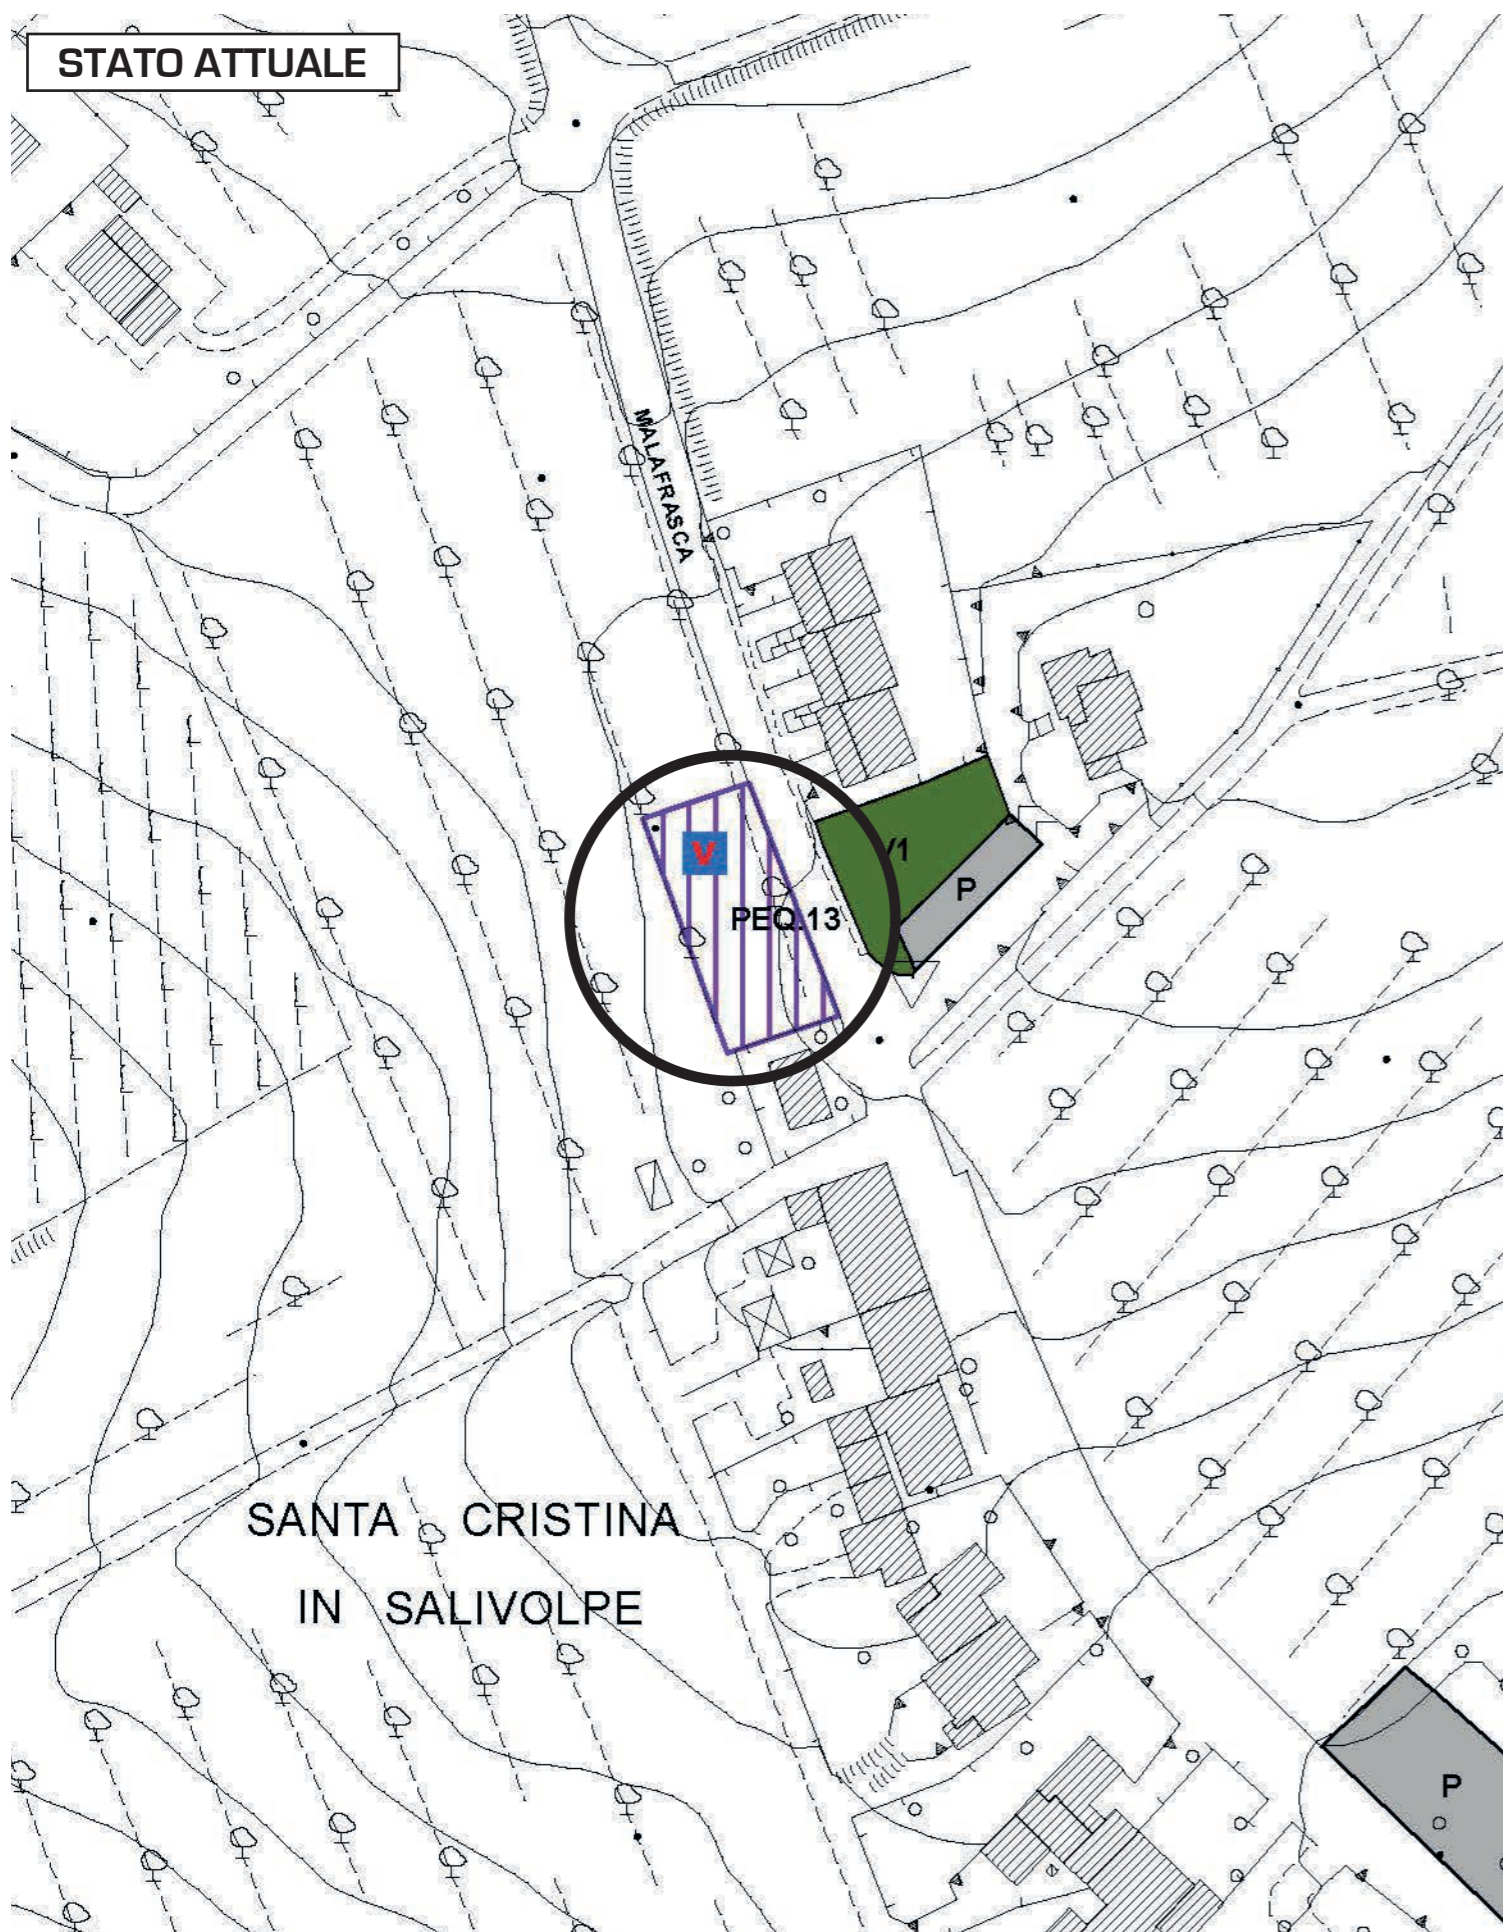 STATO ATTUALE
MALAFRASCA
V
V1
P
PEQ.13
SANTA CRISTINA
IN SALIVOLPE
P